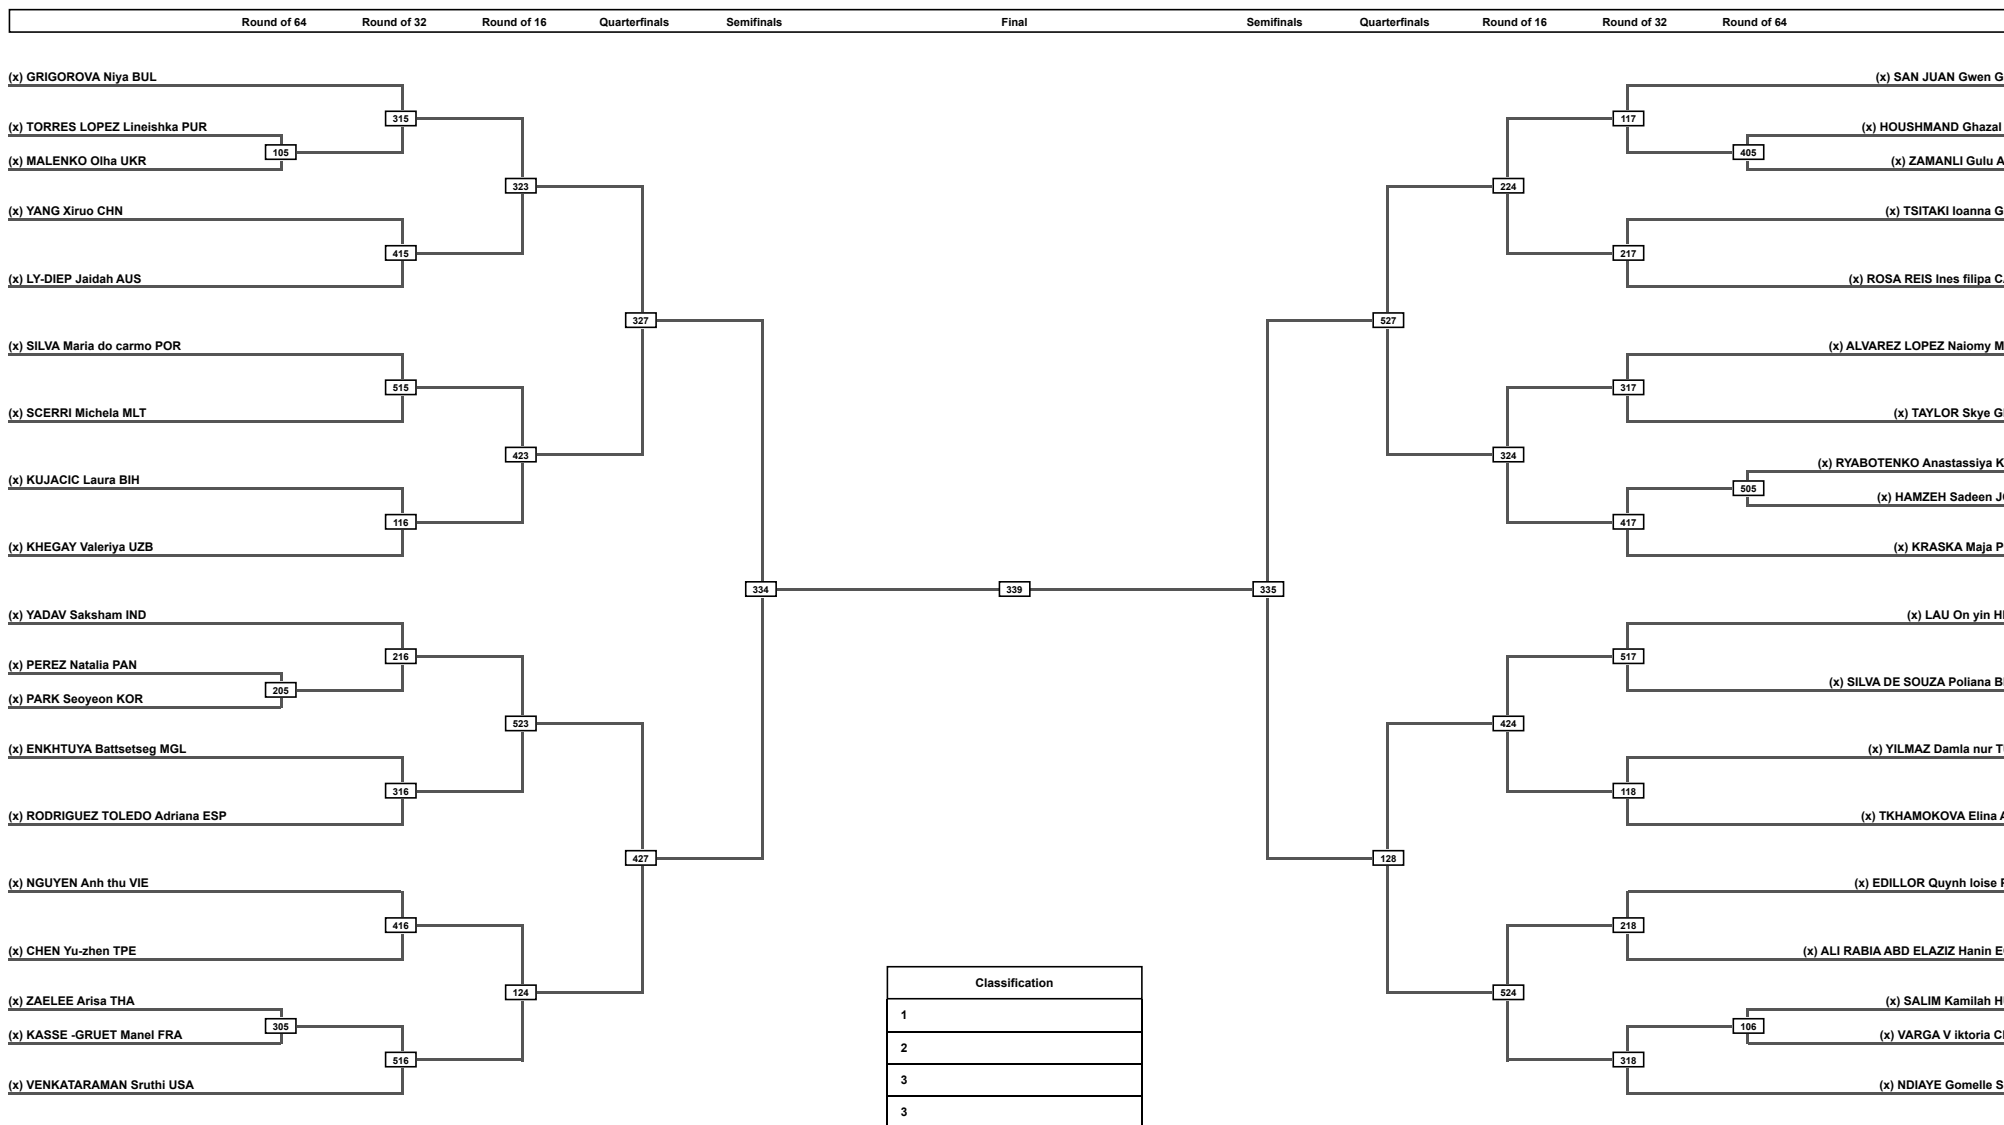 Round of 64 Round of 32 Round of 16 Quarterfinals Semifinals Final Semifinals Quarterfinals Round of 16 Round of 32 Round of 64
(x) GRIGOROVA Niya BUL
315
(x) TORRES LOPEZ Lineishka PUR
105
(x) MALENKO Olha UKR
323
(x) YANG Xiruo CHN
415
(x) LY-DIEP Jaidah AUS
327
(x) SILVA Maria do carmo POR
515
(x) SCERRI Michela MLT
423
(x) KUJACIC Laura BIH
116
(x) KHEGAY Valeriya UZB
334
(x) YADAV Saksham IND
216
(x) PEREZ Natalia PAN
205
(x) PARK Seoyeon KOR
523
(x) ENKHTUYA Battsetseg MGL
316
(x) RODRIGUEZ TOLEDO Adriana ESP
427
(x) NGUYEN Anh thu VIE
416
(x) CHEN Yu-zhen TPE
124
(x) ZAELEE Arisa THA
305
(x) KASSE -GRUET Manel FRA
516
(x) VENKATARAMAN Sruthi USA
339
(x) SAN JUAN Gwen G
117
(x) HOUSHMAND Ghazal
405
(x) ZAMANLI Gulu A
224
(x) TSITAKI Ioanna G
217
(x) ROSA REIS Ines filipa C
527
(x) ALVAREZ LOPEZ Naiomy M
317
(x) TAYLOR Skye G
324
(x) RYABOTENKO Anastassiya K
505
(x) HAMZEH Sadeen J
417
(x) KRASKA Maja P
335
(x) LAU On yin H
517
(x) SILVA DE SOUZA Poliana B
424
(x) YILMAZ Damla nur T
118
(x) TKHAMOKOVA Elina A
128
(x) EDILLOR Quynh loise
218
(x) ALI RABIA ABD ELAZIZ Hanin E
524
(x) SALIM Kamilah H
106
(x) VARGA V iktoria C
318
(x) NDIAYE Gomelle S
Classification
1
2
3
3